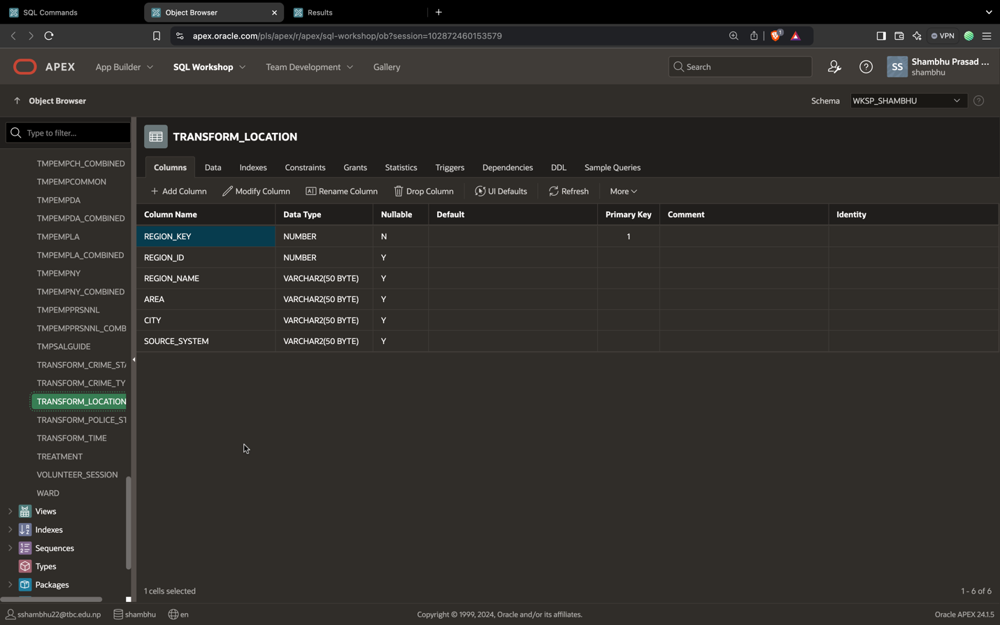 SQL Commands
Object Browser
Results
apex.oracle.com/pls/apex/r/apex/sql-workshop/ob?session=102872460153579
1
VPN
APEX
App Builder
SQL Workshop
Team Development
Gallery
Search
SS
Shambhu Prasad ...
shambhu
Object Browser
Schema
WKSP_SHAMBHU
Type to filter...
TMPEMPCH_COMBINED
TMPEMPCOMMON
TMPEMPDA
TMPEMPDA_COMBINED
TMPEMPLA
TMPEMPLA_COMBINED
TMPEMPNY
TMPEMPNY_COMBINED
TMPEMPPRSNNL
TMPEMPPRSNNL_COMB
TMPSALGUIDE
TRANSFORM_CRIME_STA
TRANSFORM_CRIME_TY
TRANSFORM_LOCATION
TRANSFORM_POLICE_ST
TRANSFORM_TIME
TREATMENT
VOLUNTEER_SESSION
WARD
Views
Indexes
Sequences
Types
Packages
TRANSFORM_LOCATION
Columns Data Indexes Constraints Grants Statistics Triggers Dependencies DDL Sample Queries
Add Column Modify Column Rename Column Drop Column UI Defaults Refresh More
Column Name Data Type Nullable Default Primary Key Comment Identity
REGION_KEY NUMBER N 1
REGION_ID NUMBER Y
REGION_NAME VARCHAR2(50 BYTE) Y
AREA VARCHAR2(50 BYTE) Y
CITY VARCHAR2(50 BYTE) Y
SOURCE_SYSTEM VARCHAR2(50 BYTE) Y
1 cells selected
1 - 6 of 6
sshambhu22@tbc.edu.np
shambhu
en
Copyright © 1999, 2024, Oracle and/or its affiliates.
Oracle APEX 24.1.5